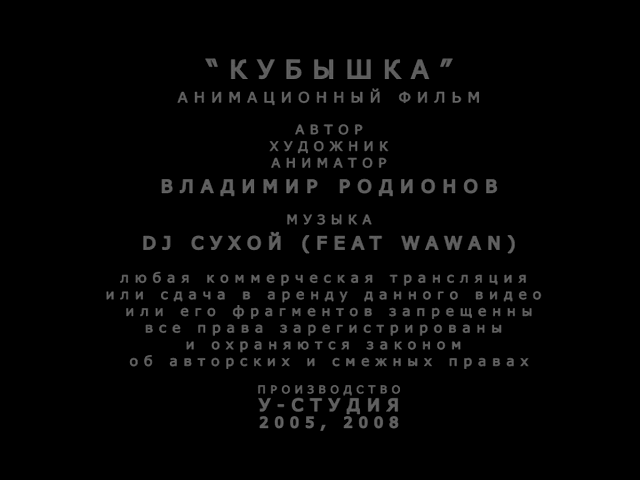 “КУБЫШКА”
АНИМАЦИОННЫЙ ФИЛЬМ
АВТОР
ХУДОЖНИК
АНИМАТОР
ВЛАДИМИР РОДИОНОВ
МУЗЫКА
DJ СУХОЙ (FEAT WAWAN)
любая коммерческая трансляция
или сдача в аренду данного видео
или его фрагментов запрещенны
все права зарегистрированы
и охраняются законом
об авторских и смежных правах
ПРОИЗВОДСТВО
У-СТУДИЯ
2005, 2008